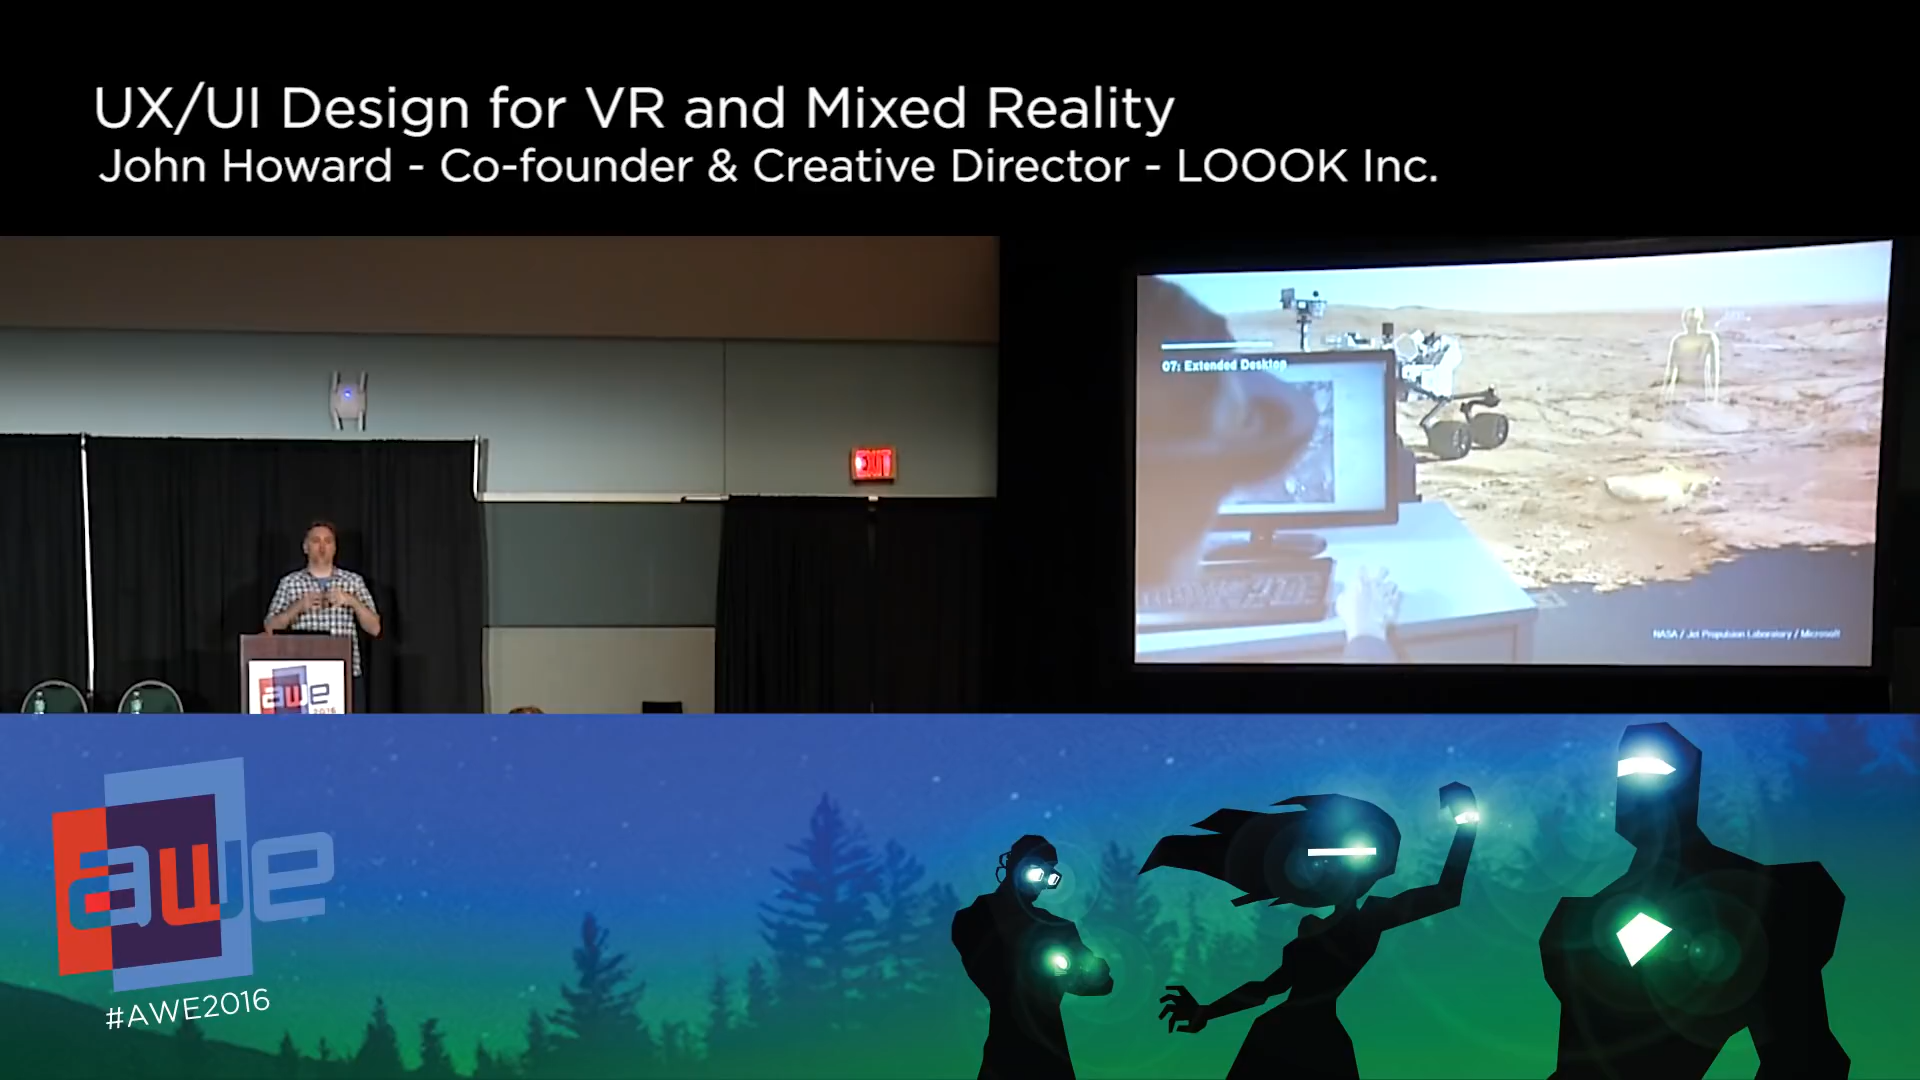 UX/UI Design for VR and Mixed Reality
John Howard - Co-founder & Creative Director - LOOOK Inc.
EXIT
07: Extended Desktop
NASA / Jet Propulsion Laboratory / Microsoft
awe
2016
awe
#AWE2016